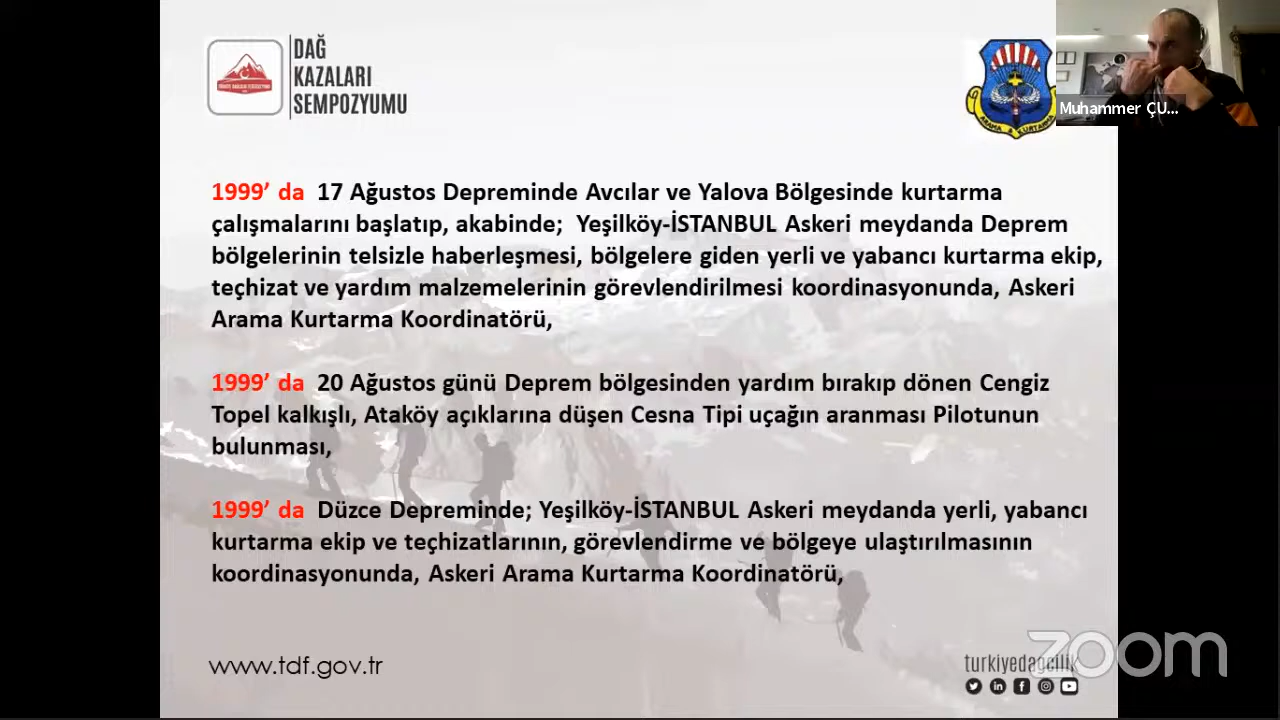 DAĞ
KAZALARI
SEMPOZYUMU
ARAMA & KURTARMA
Muhammer ÇU...
1999’ da 17 Ağustos Depreminde Avcılar ve Yalova Bölgesinde kurtarma
çalışmalarını başlatıp, akabinde; Yeşilköy-İSTANBUL Askeri meydanda Deprem
bölgelerinin telsizle haberleşmesi, bölgelere giden yerli ve yabancı kurtarma ekip,
teçhizat ve yardım malzemelerinin görevlendirilmesi koordinasyonunda, Askeri
Arama Kurtarma Koordinatörü,
1999’ da 20 Ağustos günü Deprem bölgesinden yardım bırakıp dönen Cengiz
Topel kalkışlı, Ataköy açıklarına düşen Cesna Tipi uçağın aranması Pilotunun
bulunması,
1999’ da Düzce Depreminde; Yeşilköy-İSTANBUL Askeri meydanda yerli, yabancı
kurtarma ekip ve teçhizatlarının, görevlendirme ve bölgeye ulaştırılmasının
koordinasyonunda, Askeri Arama Kurtarma Koordinatörü,
www.tdf.gov.tr
turkiyedagcilik
zoom